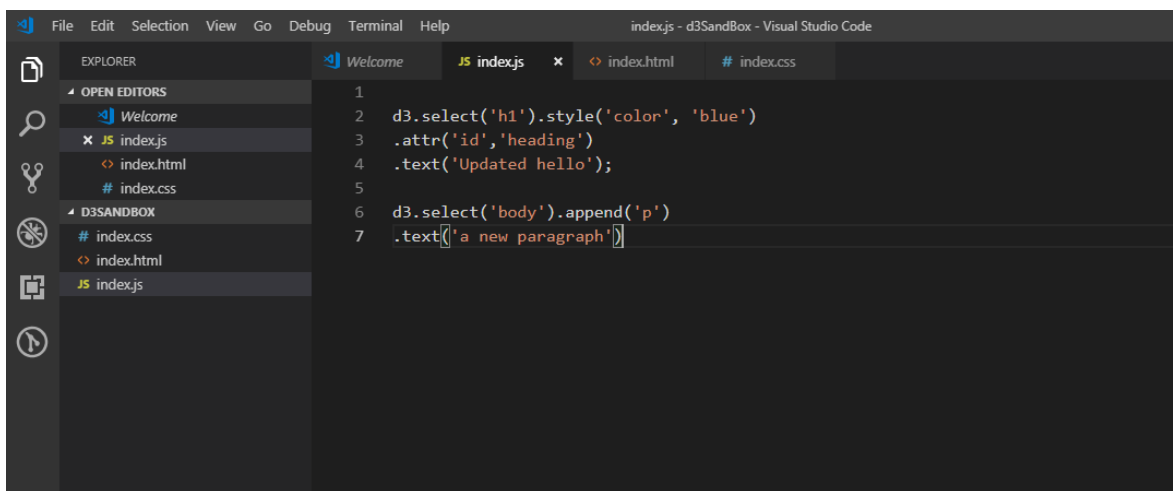 File Edit Selection View Go Debug Terminal Help index.js - d3SandBox - Visual Studio Code
EXPLORER
OPEN EDITORS
Welcome
JS index.js
<> index.html
# index.css
D3SANDBOX
# index.css
<> index.html
JS index.js
Welcome JS index.js × <> index.html # index.css
1
2 d3.select('h1').style('color', 'blue')
3 .attr('id','heading')
4 .text('Updated hello');
5
6 d3.select('body').append('p')
7 .text('a new paragraph')